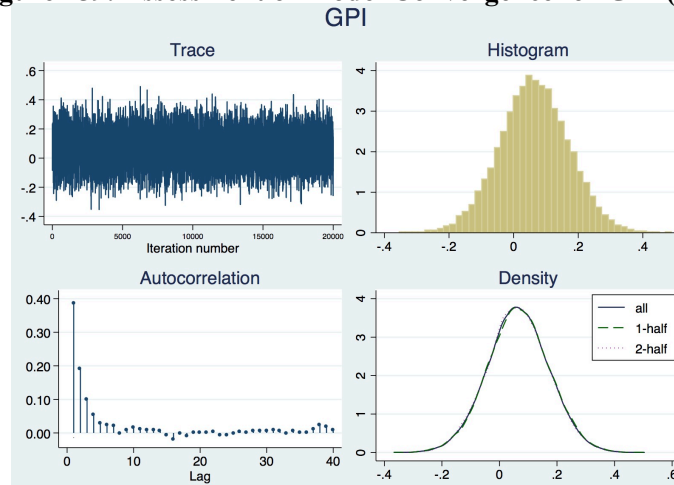 GPI
Trace
.6
.4
.2
0
-.2
-.4
0 5000 10000 15000 20000
Iteration number
Histogram
4
3
2
1
0
-.4 -.2 0 .2 .4
Autocorrelation
0.40
0.30
0.20
0.10
0.00
0 10 20 30 40
Lag
Density
4
3
2
1
0
-.4 -.2 0 .2 .4 .6
all
1-half
2-half